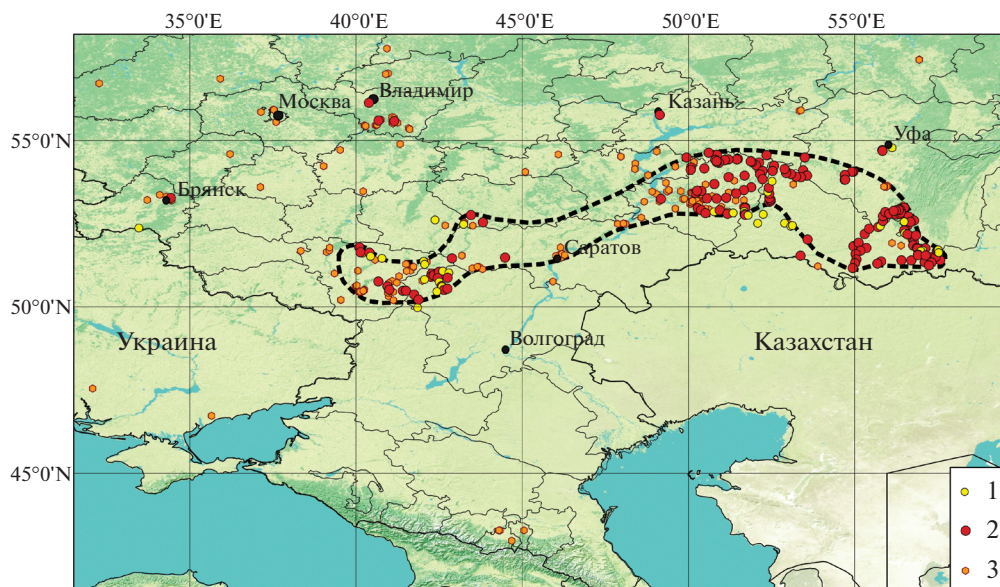 35°0'E 40°0'E 45°0'E 50°0'E 55°0'E
Москва
Владимир
Казань
55°0'N
Уфа
Брянск
Саратов
50°0'N
Украина
Волгоград
Казахстан
45°0'N
1
2
3